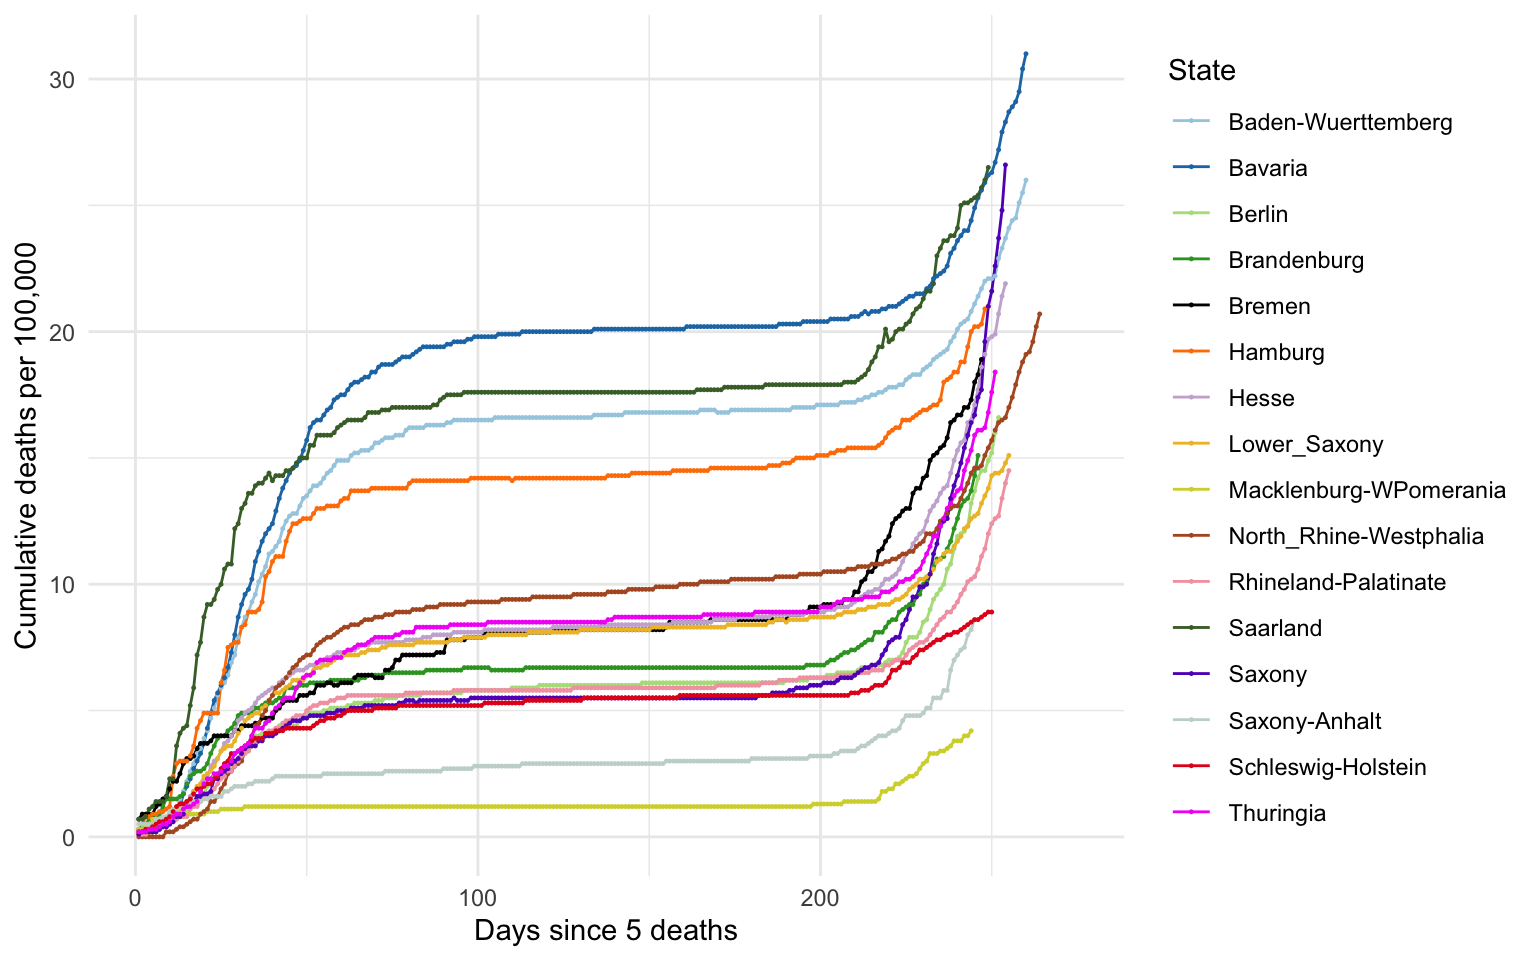 State
Baden-Wuerttemberg
Bavaria
Berlin
Brandenburg
Bremen
Hamburg
Hesse
Lower_Saxony
Macklenburg-WPomerania
North_Rhine-Westphalia
Rhineland-Palatinate
Saarland
Saxony
Saxony-Anhalt
Schleswig-Holstein
Thuringia
Cumulative deaths per 100,000
30
20
10
0
0 100 200
Days since 5 deaths